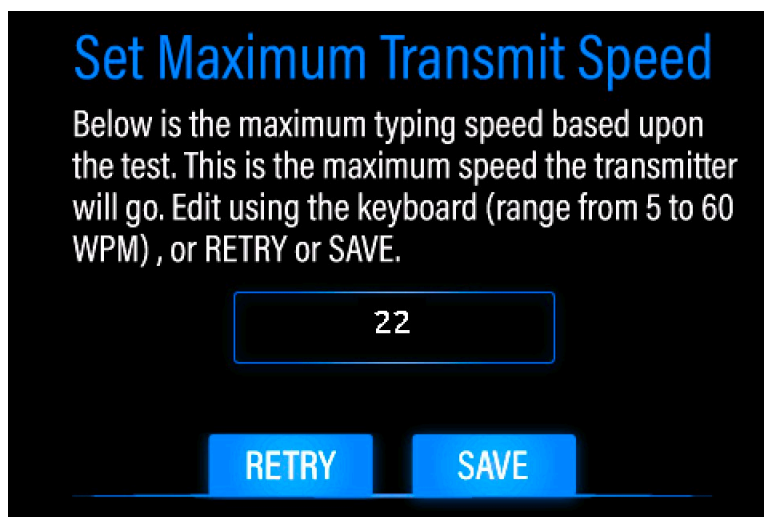 Set Maximum Transmit Speed
Below is the maximum typing speed based upon
the test. This is the maximum speed the transmitter
will go. Edit using the keyboard (range from 5 to 60
WPM) , or RETRY or SAVE.
22
RETRY SAVE